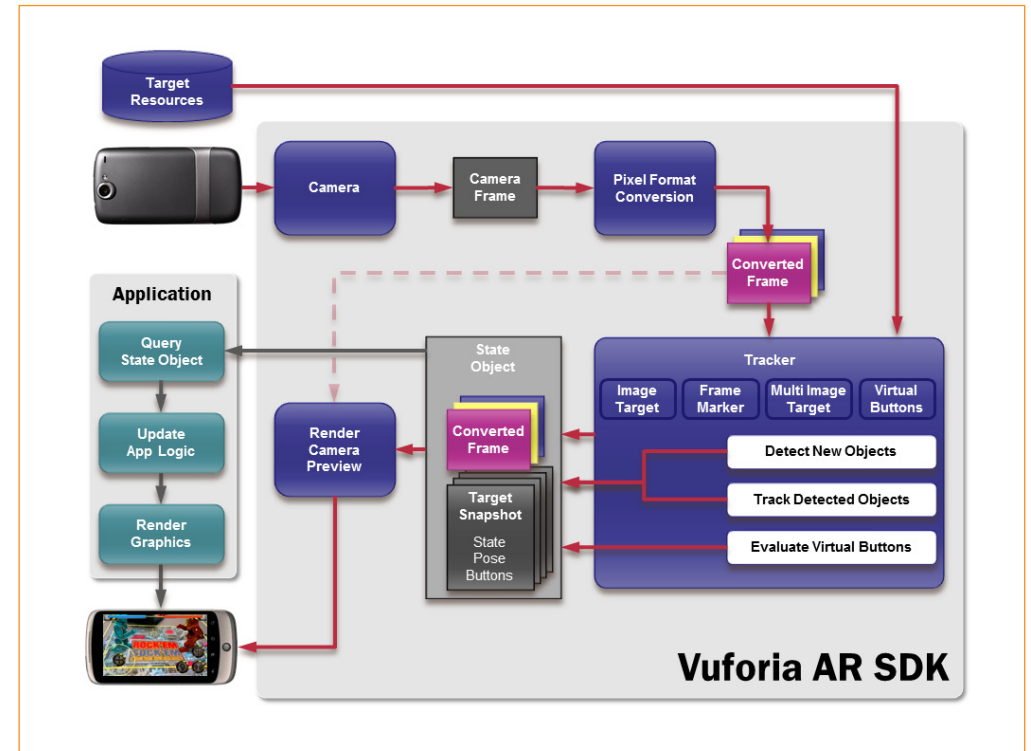 Target
Resources
Camera
Camera
Frame
Pixel Format
Conversion
Converted
Frame
Application
Query
State Object
Update
App Logic
Render
Graphics
Render
Camera
Preview
State
Object
Converted
Frame
Target
Snapshot
State
Pose
Buttons
Tracker
Image
Target
Frame
Marker
Multi Image
Target
Virtual
Buttons
Detect New Objects
Track Detected Objects
Evaluate Virtual Buttons
ROCK'EM
Vuforia AR SDK